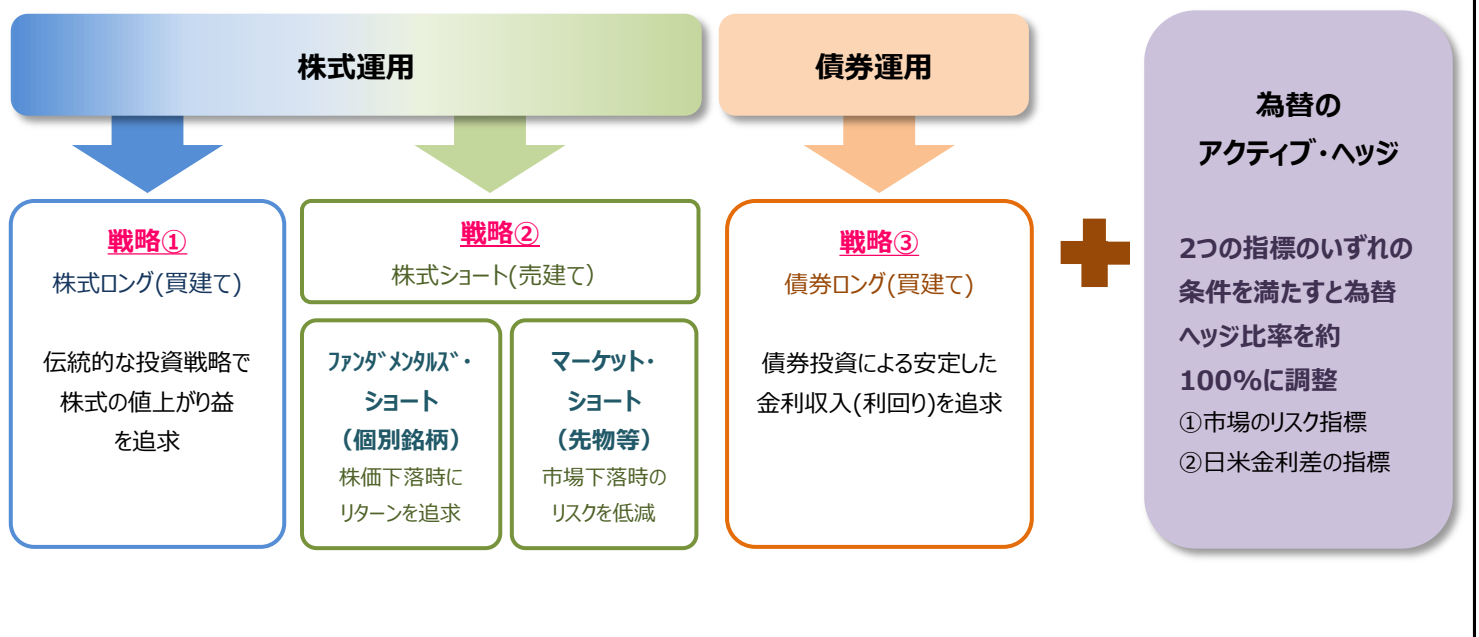 株式運用
債券運用
戦略①
株式ロング(買建て)
伝統的な投資戦略で
株式の値上がり益
を追求
戦略②
株式ショート(売建て)
ﾌｧﾝﾀﾞﾒﾝﾀﾙｽﾞ・
ショート
（個別銘柄）
株価下落時に
リターンを追求
マーケット・
ショート
（先物等）
市場下落時の
リスクを低減
戦略③
債券ロング(買建て)
債券投資による安定した
金利収入(利回り)を追求
為替の
アクティブ・ヘッジ
2つの指標のいずれの
条件を満たすと為替
ヘッジ比率を約
100%に調整
①市場のリスク指標
②日米金利差の指標